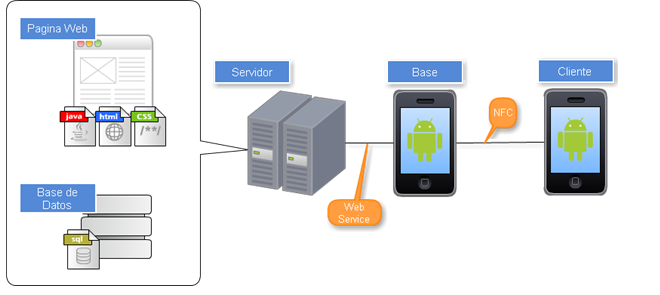 Pagina Web
java
html
CSS
/**/
Base de
Datos
sql
Servidor
Web
Service
Base
NFC
Cliente